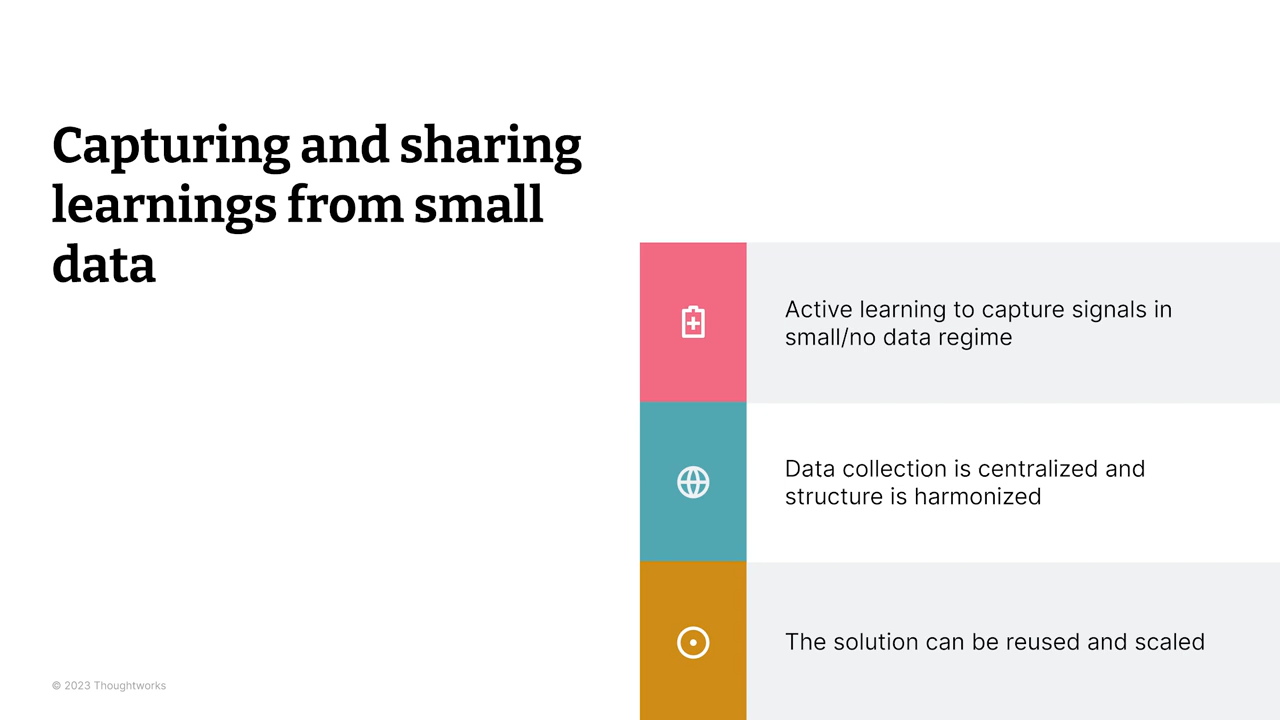 Capturing and sharing
learnings from small
data
Active learning to capture signals in
small/no data regime
Data collection is centralized and
structure is harmonized
The solution can be reused and scaled
© 2023 Thoughtworks